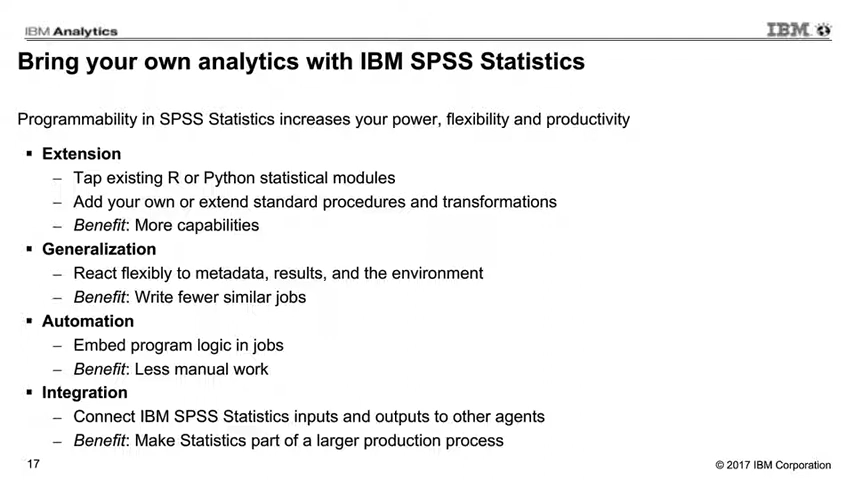 IBM Analytics
IBM
Bring your own analytics with IBM SPSS Statistics
Programmability in SPSS Statistics increases your power, flexibility and productivity
▪ Extension
– Tap existing R or Python statistical modules
– Add your own or extend standard procedures and transformations
– Benefit: More capabilities
▪ Generalization
– React flexibly to metadata, results, and the environment
– Benefit: Write fewer similar jobs
▪ Automation
– Embed program logic in jobs
– Benefit: Less manual work
▪ Integration
– Connect IBM SPSS Statistics inputs and outputs to other agents
– Benefit: Make Statistics part of a larger production process
17
© 2017 IBM Corporation